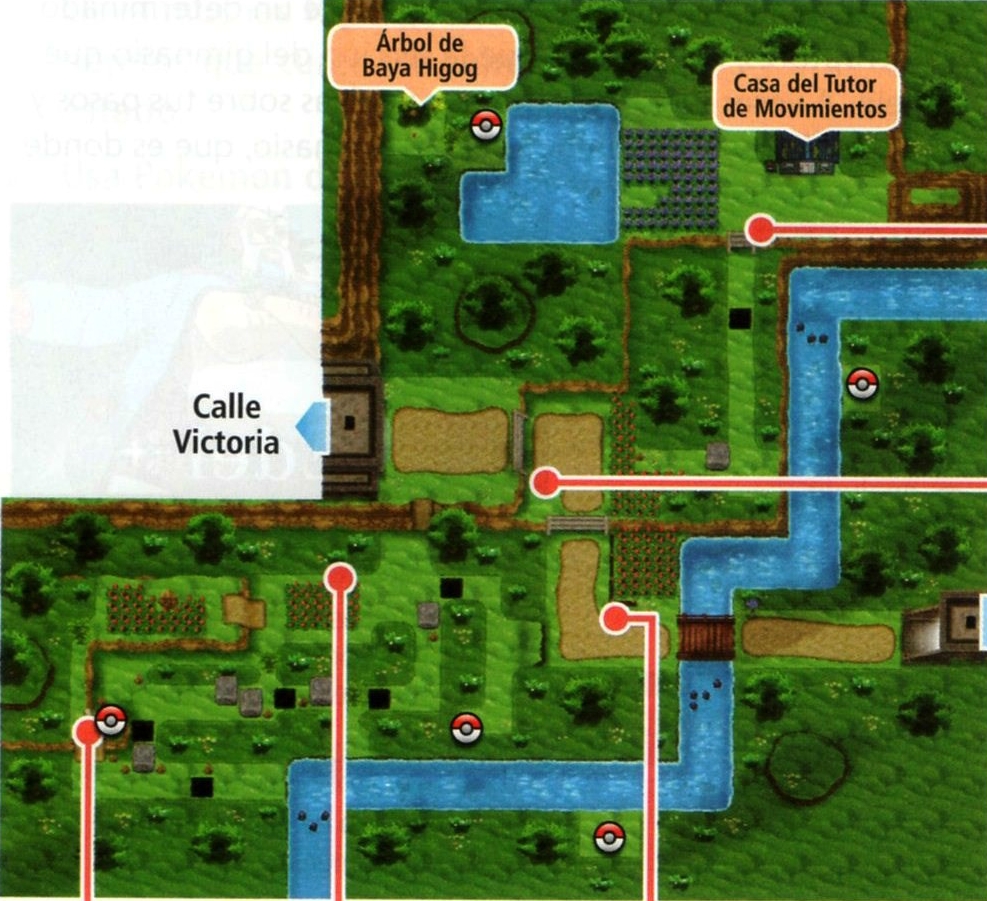 Árbol de
Baya Higog
Casa del Tutor
de Movimientos
Calle
Victoria